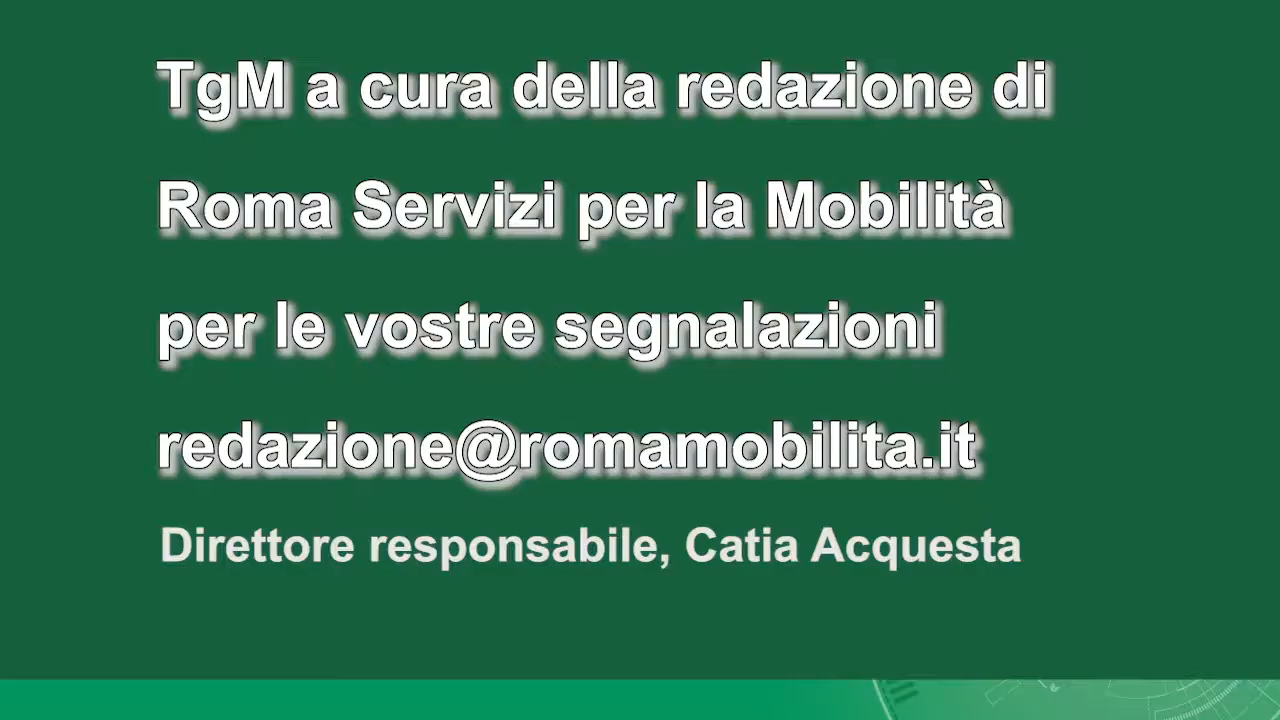 TgM a cura della redazione di
Roma Servizi per la Mobilità
per le vostre segnalazioni
redazione@romamobilita.it
Direttore responsabile, Catia Acquesta